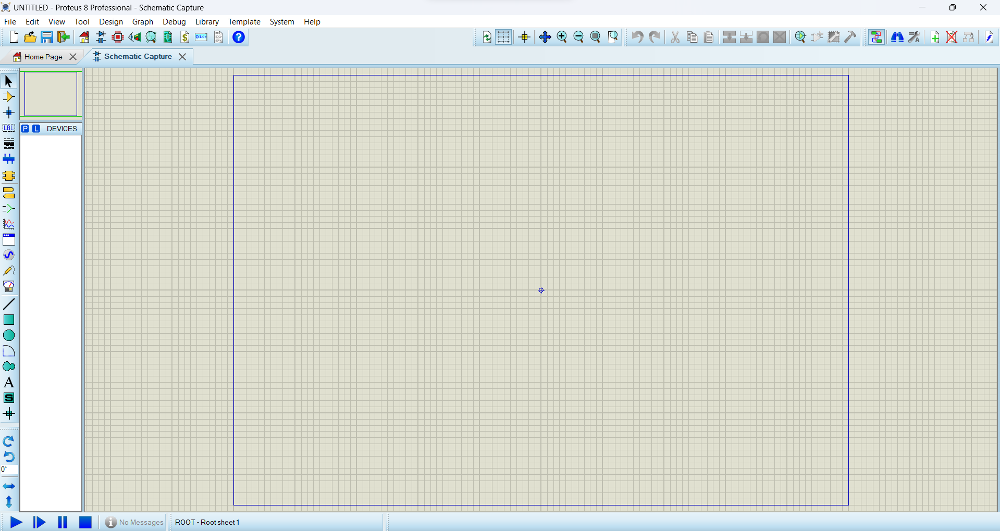 UNTITLED - Proteus 8 Professional - Schematic Capture
File Edit View Tool Design Graph Debug Library Template System Help
Home Page Schematic Capture
LBL
P L DEVICES
A
S
0°
No Messages ROOT - Root sheet 1